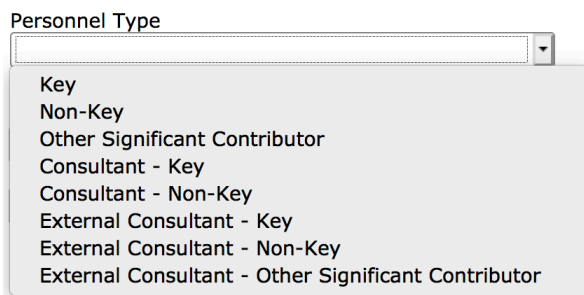 Personnel Type
Key
Non-Key
Other Significant Contributor
Consultant - Key
Consultant - Non-Key
External Consultant - Key
External Consultant - Non-Key
External Consultant - Other Significant Contributor